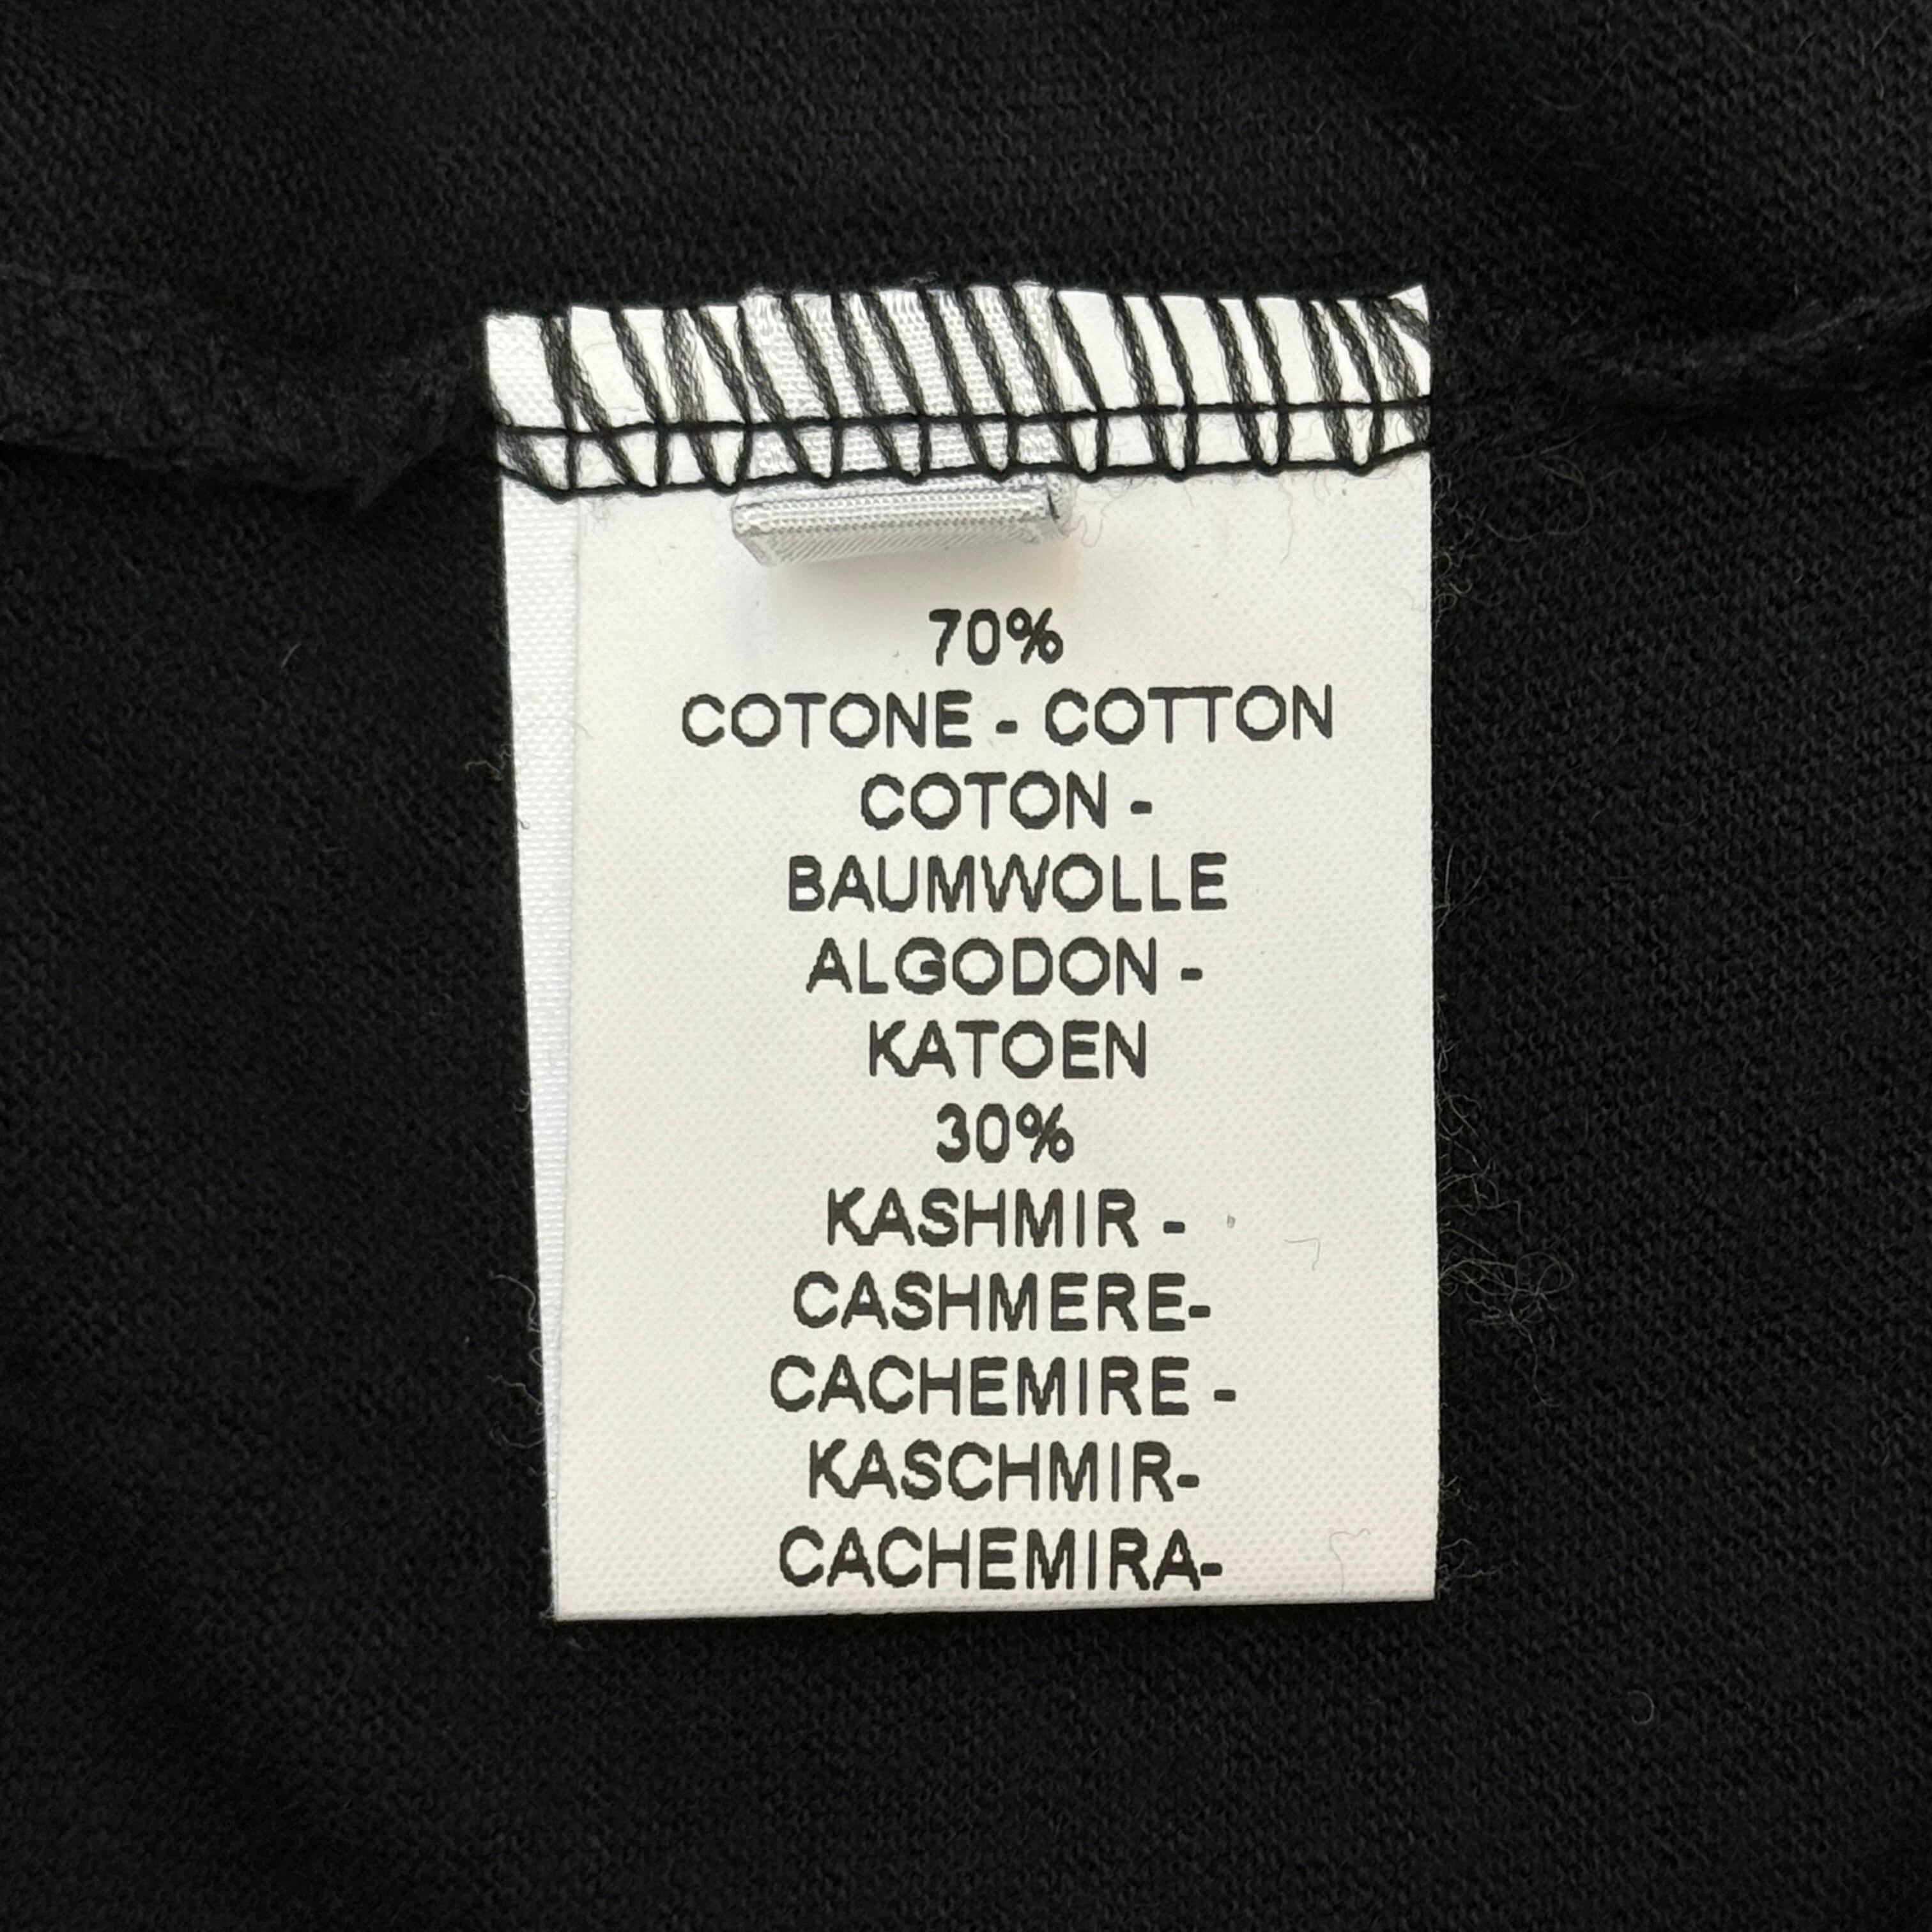 70%
COTONE - COTTON
COTON -
BAUMWOLLE
ALGODON -
KATOEN
30%
KASHMIR -
CASHMERE-
CACHEMIRE -
KASCHMIR-
CACHEMIRA-